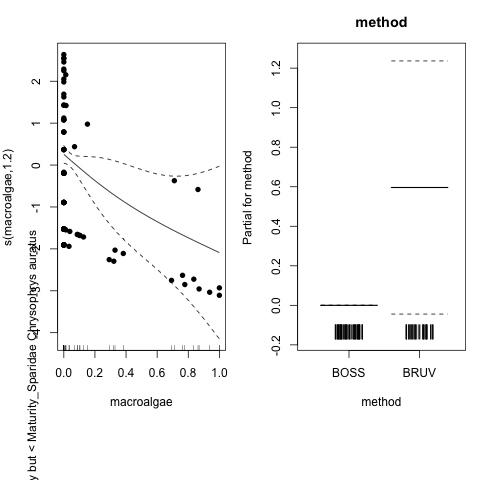 method
s(macroalgae,1.2)
y but < Maturity_Sparidae Chrysophrys auratus
2
1
0
-1
-2
-3
-4
0.0 0.2 0.4 0.6 0.8 1.0
macroalgae
Partial for method
1.2
1.0
0.8
0.6
0.4
0.2
0.0
-0.2
BOSS BRUV
method